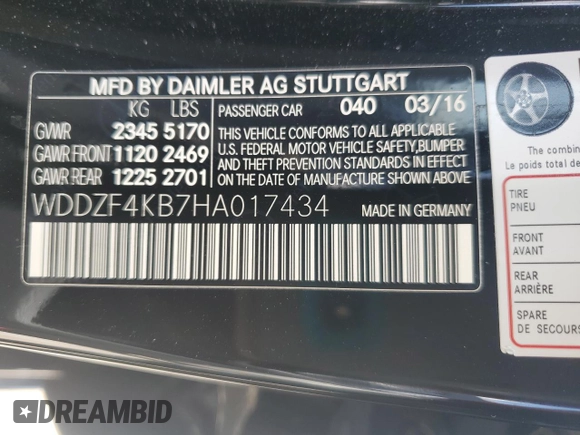 MFD BY DAIMLER AG STUTTGART
KG LBS
PASSENGER CAR 040 03/16
GVWR 2345 5170
GAWR FRONT 1120 2469
GAWR REAR 1225 2701
THIS VEHICLE CONFORMS TO ALL APPLICABLE
U.S. FEDERAL MOTOR VEHICLE SAFETY,BUMPER
AND THEFT PREVENTION STANDARDS IN EFFECT
ON THE DATE OF MANUFACTURE SHOWN ABOVE
WDDZF4KB7HA017434 MADE IN GERMANY
The combine
Le poids total de
TIRE
PNEU
FRONT
AVANT
REAR
ARRIÈRE
SPARE
DE SECOURS
DREAMBID